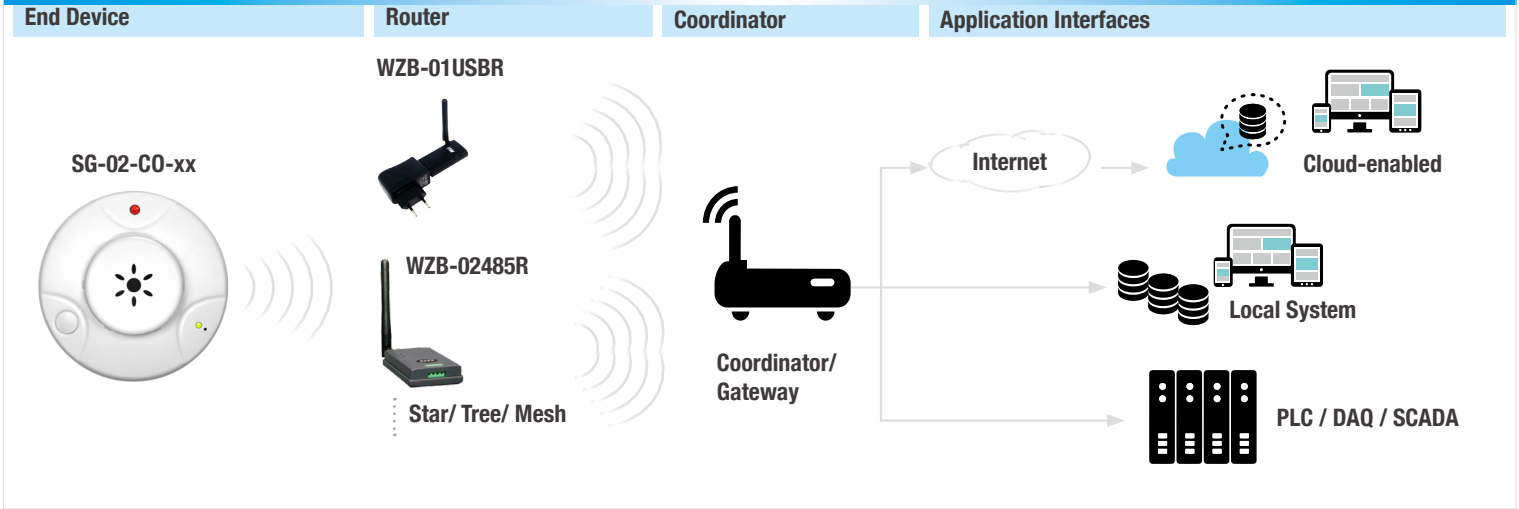 End Device
Router
Coordinator
Application Interfaces
WZB-01USBR
SG-02-CO-xx
Internet
Cloud-enabled
WZB-02485R
Local System
Coordinator/
Gateway
Star/ Tree/ Mesh
PLC / DAQ / SCADA